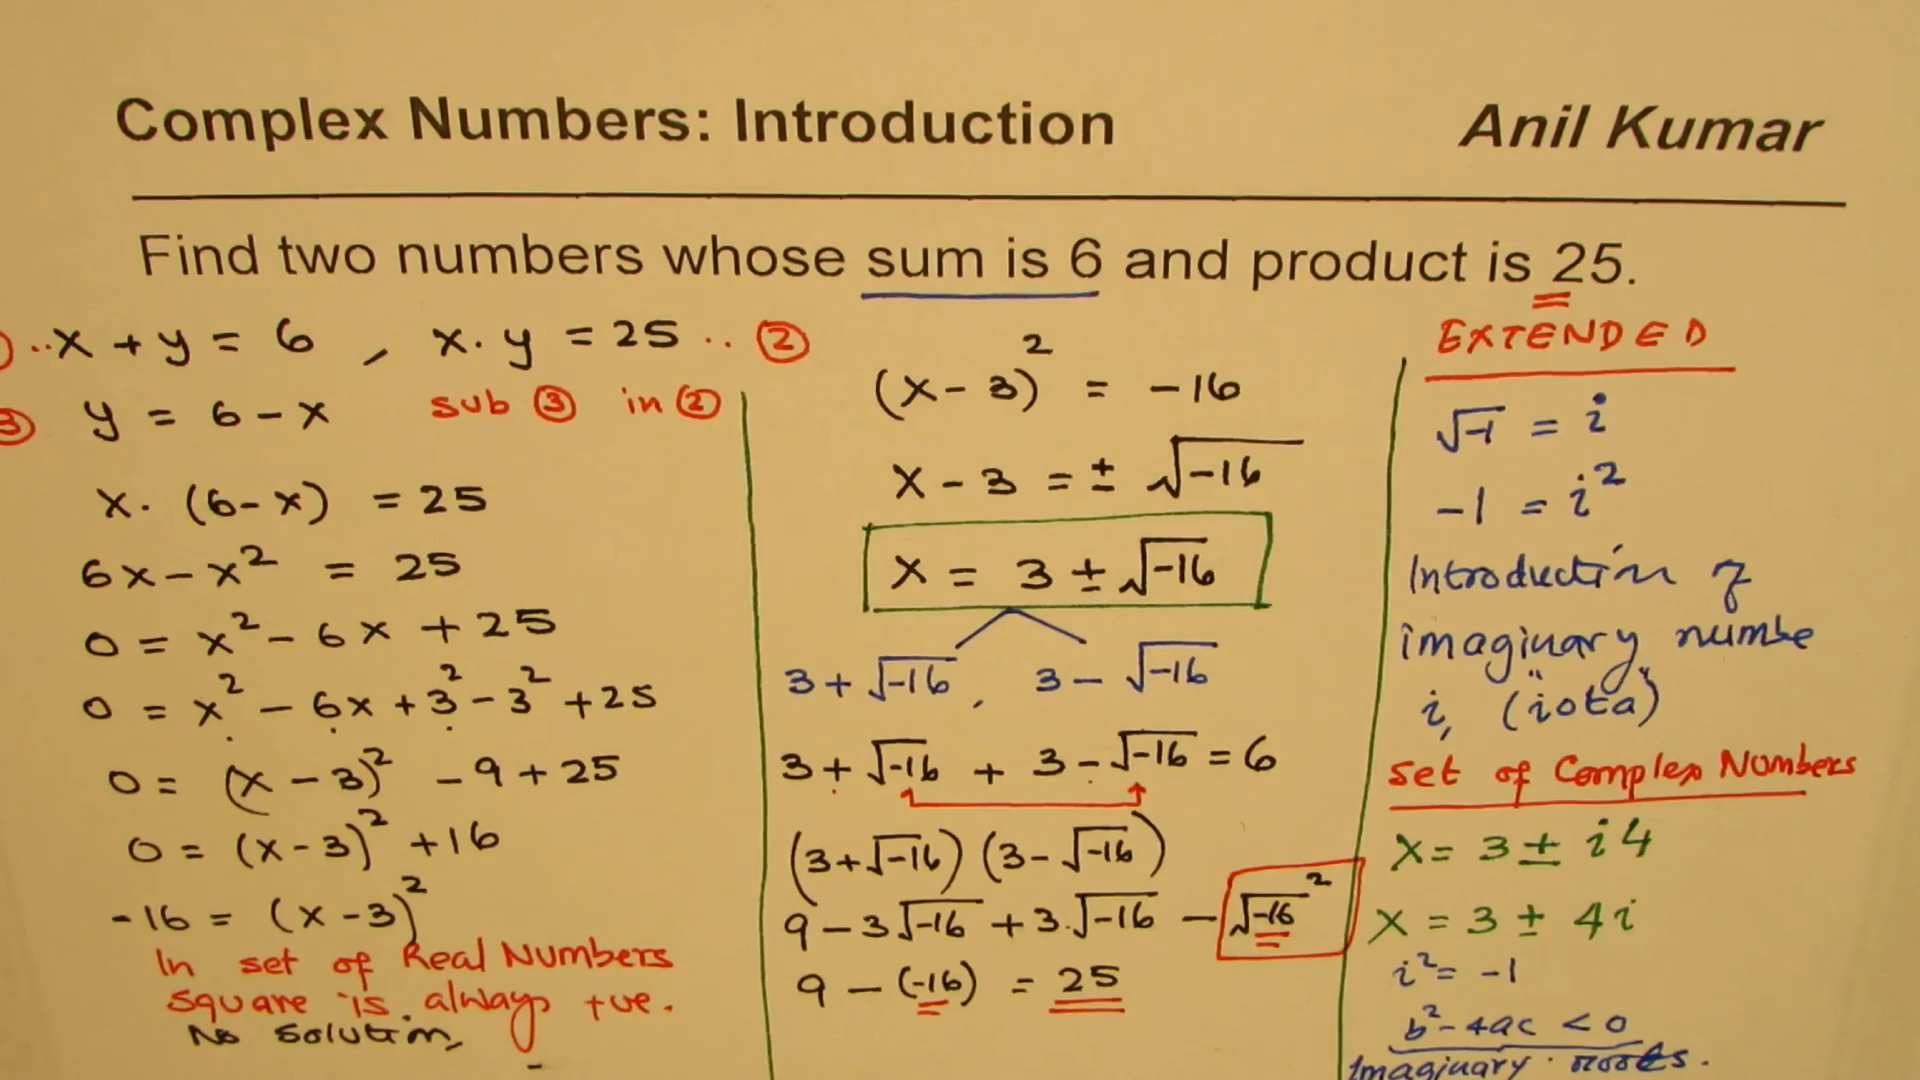 Complex Numbers: Introduction
Anil Kumar
Find two numbers whose sum is 6 and product is 25.
.. x + y = 6 , x. y = 25 .. ②
③ y = 6 - x sub ③ in ②
x. (6-x) = 25
6x - x² = 25
0 = x² - 6x + 25
0 = x² - 6x + 3² - 3² + 25
0 = (x - 3)² - 9 + 25
0 = (x - 3)² + 16
-16 = (x - 3)²
In set of Real Numbers
square is always +ve.
No solution,
(x - 3)² = -16
x - 3 = ± √-16
x = 3 ± √-16
3 + √-16 , 3 - √-16
3 + √-16 + 3 - √-16 = 6
(3 + √-16) (3 - √-16)
9 - 3√-16 + 3.√-16 - √-16²
9 - (-16) = 25
EXTENDED
√-1 = i
-1 = i²
Introduction of
imaginary numbe
i, (iota)
set of Complex Numbers
x = 3 ± i4
x = 3 ± 4i
i² = -1
b² - 4ac < 0
Imaginary roots.